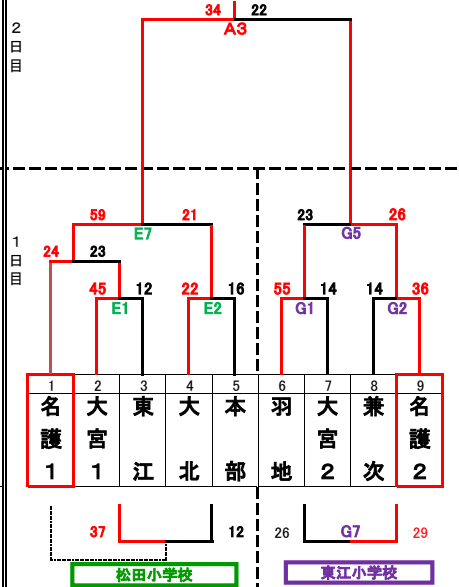 34 22
A3
2日目
59 21 23 26
E7 G5
1日目
24 23
45 12 22 16 55 14 14 36
E1 E2 G1 G2
1 2 3 4 5 6 7 8 9
名護1 大宮1 東江 大北 本部 羽地 大宮2 兼次 名護2
37 12 26 G7 29
松田小学校 東江小学校